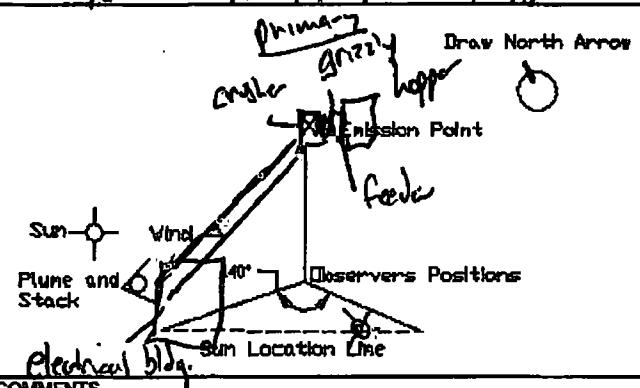 primary
grizzly
hopper
Draw North Arrow
crusher
X Emission Point
feeder
Sun
Wind
Plume and
Stack
140°
Observers Positions
Sun Location Line
electrical bldg.
COMMENTS